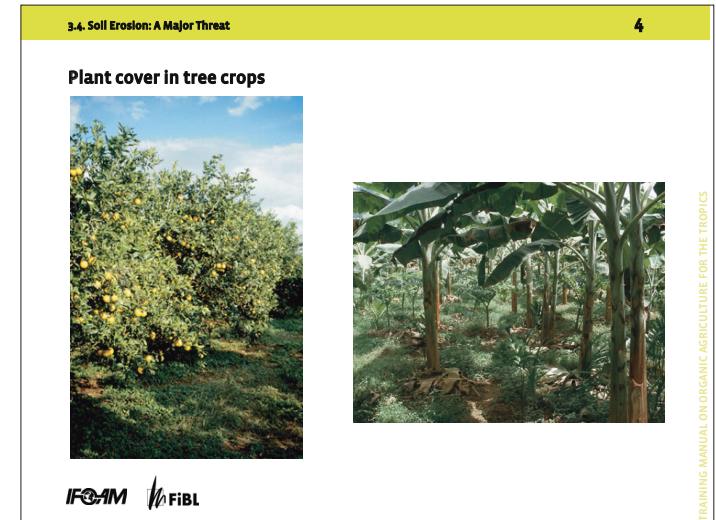 3.4. Soil Erosion: A Major Threat
4
Plant cover in tree crops
TRAINING MANUAL ON ORGANIC AGRICULTURE FOR THE TROPICS
IFOAM
FiBL